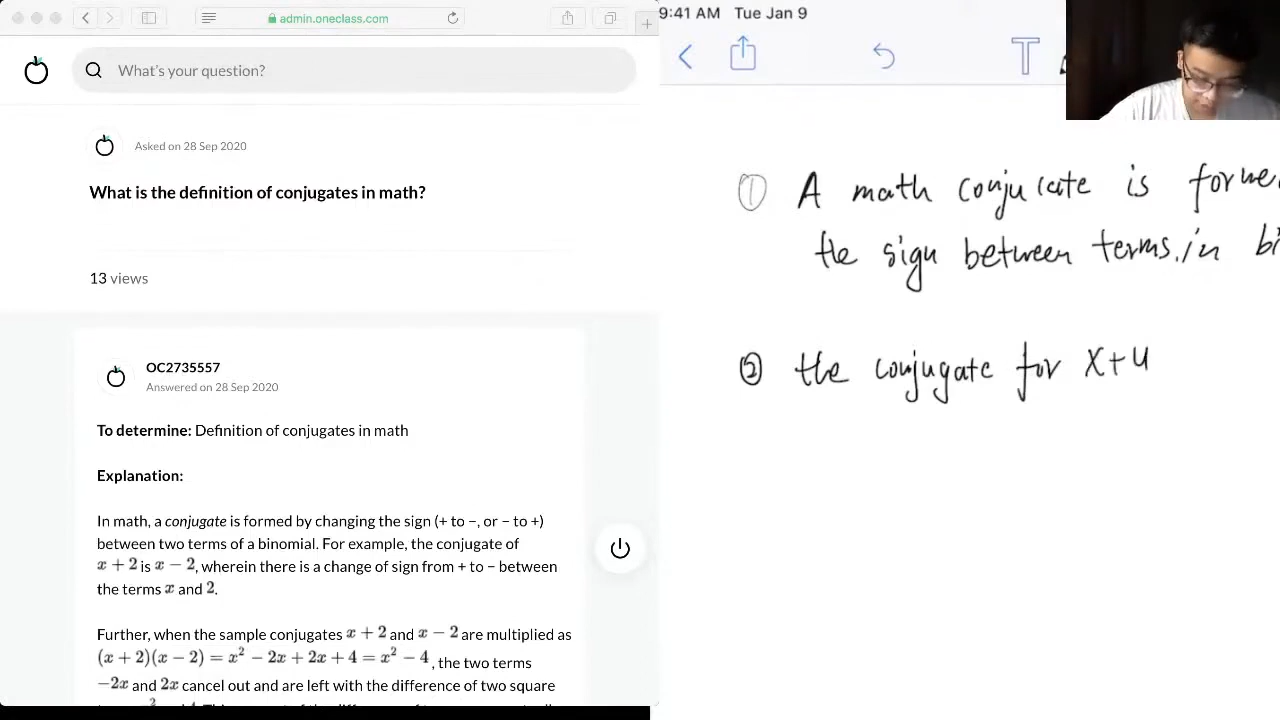 admin.oneclass.com
9:41 AM Tue Jan 9
What's your question?
T
Asked on 28 Sep 2020
What is the definition of conjugates in math?
13 views
OC2735557
Answered on 28 Sep 2020
To determine: Definition of conjugates in math
Explanation:
In math, a conjugate is formed by changing the sign (+ to −, or − to +)
between two terms of a binomial. For example, the conjugate of
x + 2 is x − 2, wherein there is a change of sign from + to − between
the terms x and 2.
Further, when the sample conjugates x + 2 and x − 2 are multiplied as
(x + 2)(x − 2) = x² − 2x + 2x + 4 = x² − 4, the two terms
−2x and 2x cancel out and are left with the difference of two square
① A math conjucate is forme
the sign between terms. in bi
② the conjugate for x+4